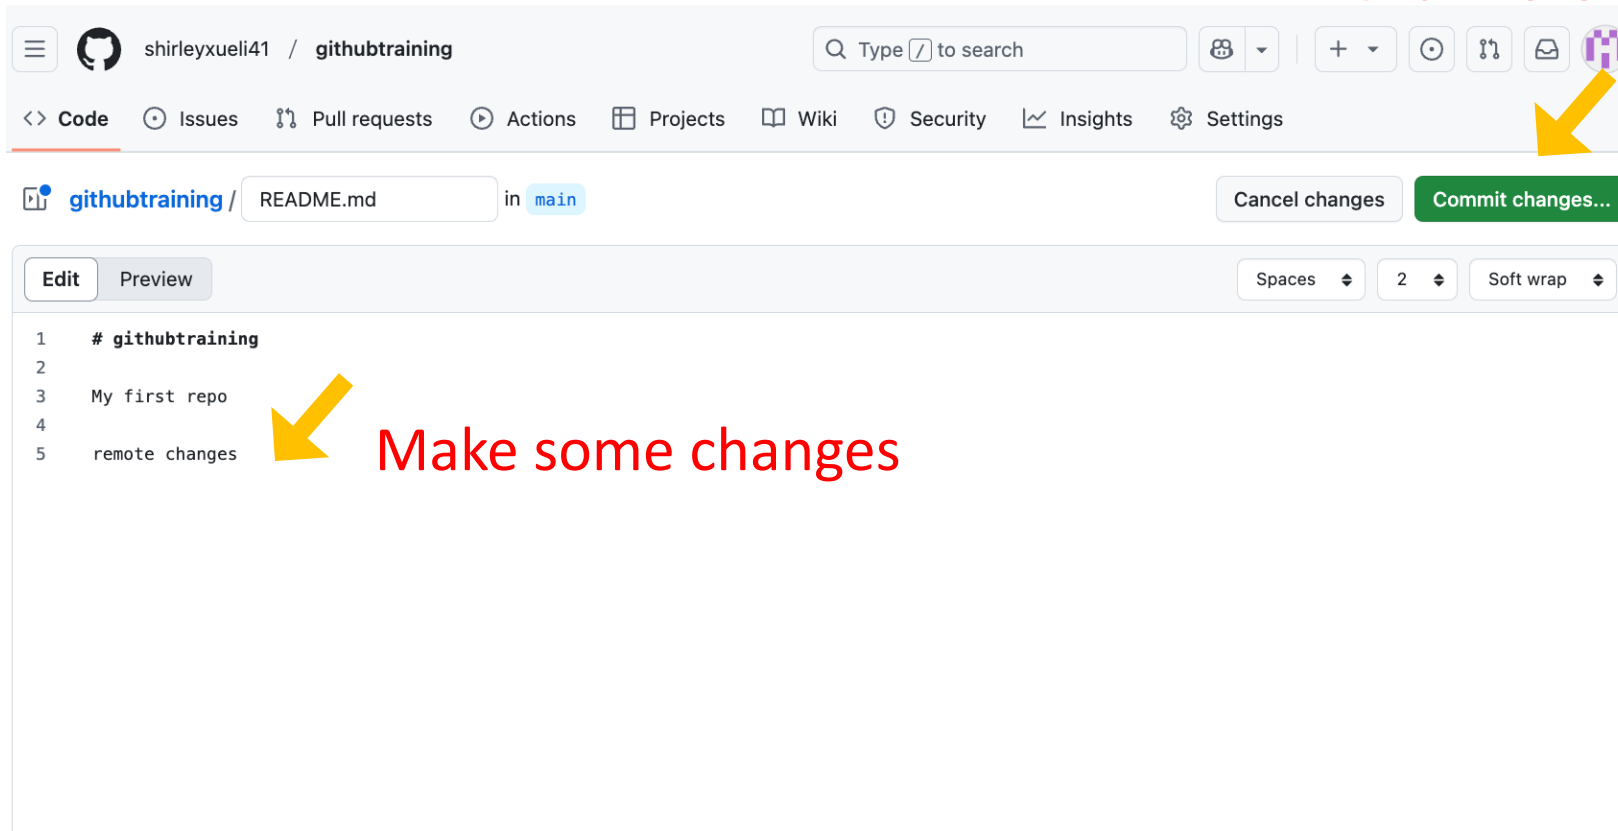 shirleyxueli41 / githubtraining
Type / to search
Code Issues Pull requests Actions Projects Wiki Security Insights Settings
githubtraining / README.md in main
Cancel changes Commit changes...
Edit Preview
Spaces 2 Soft wrap
1 # githubtraining
2
3 My first repo
4
5 remote changes
Make some changes